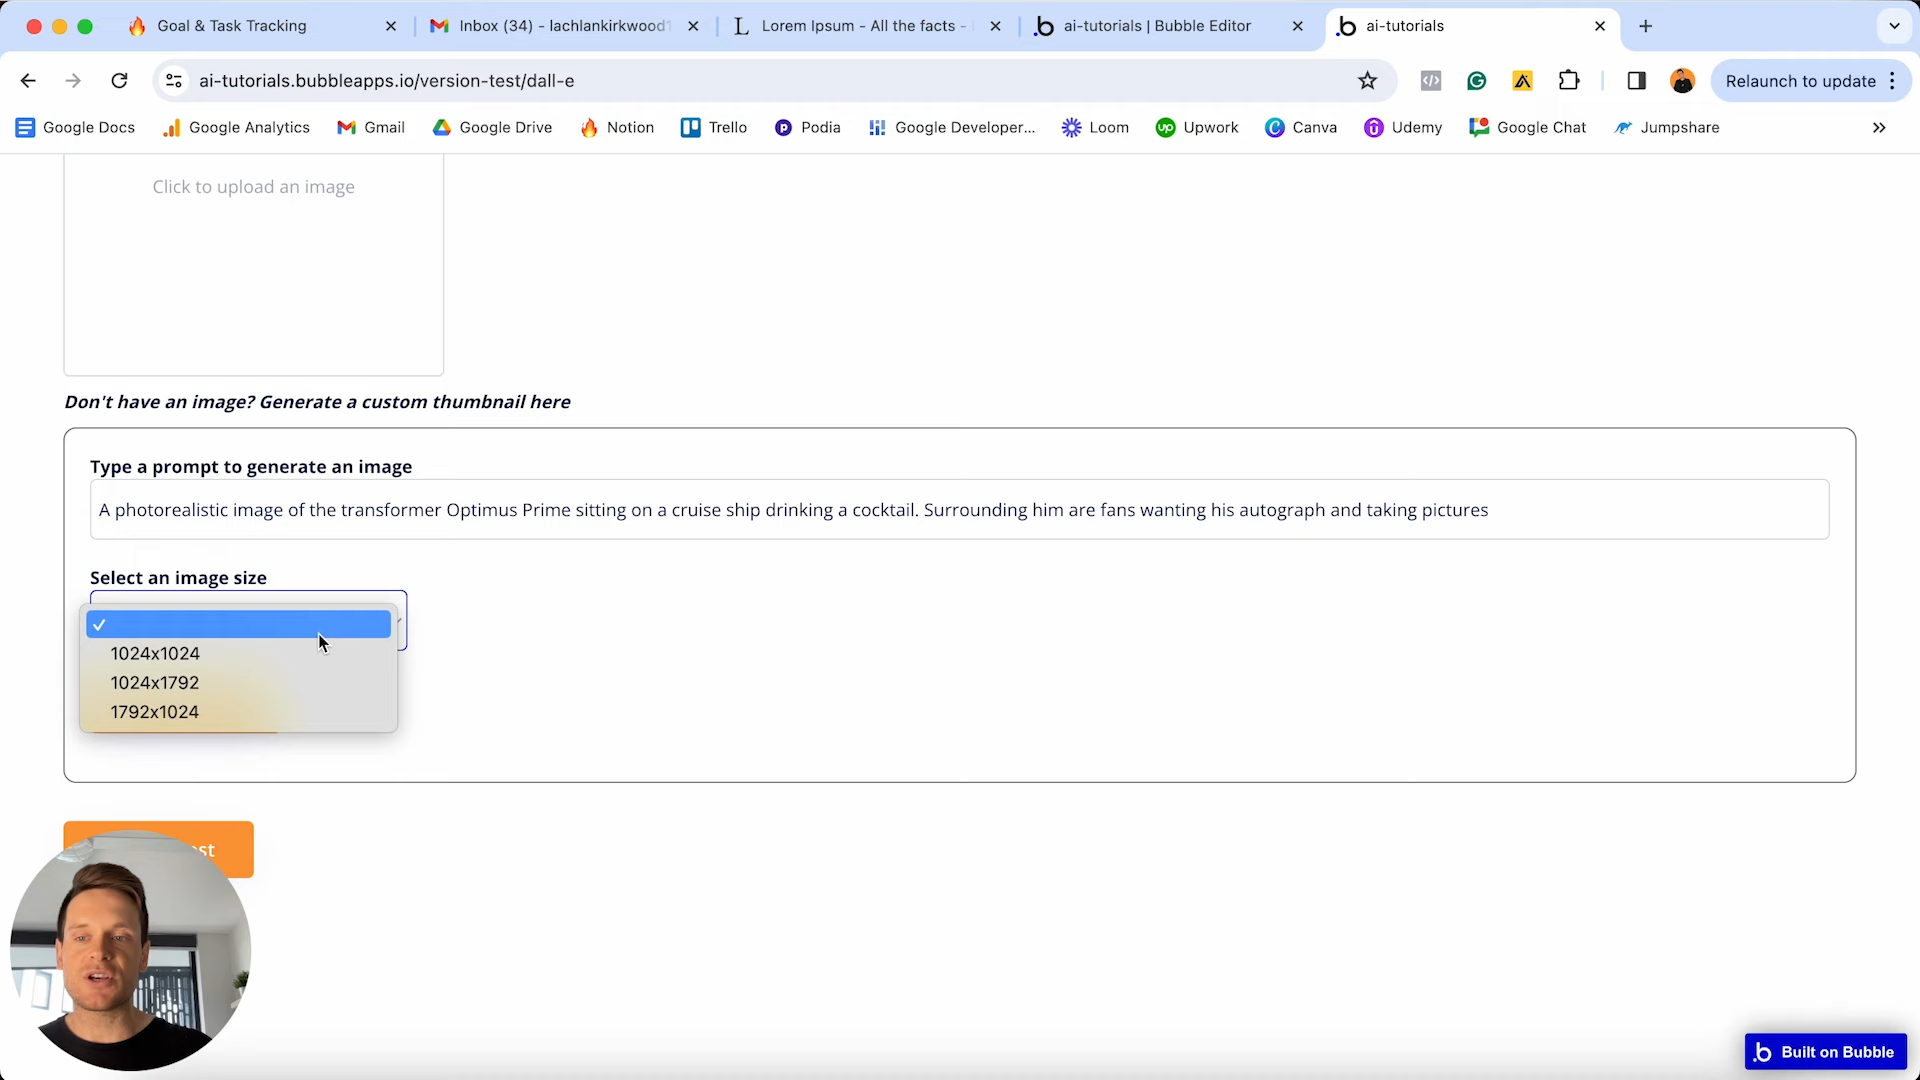 Goal & Task Tracking
Inbox (34) - lachlankirkwood1
Lorem Ipsum - All the facts -
ai-tutorials | Bubble Editor
ai-tutorials
ai-tutorials.bubbleapps.io/version-test/dall-e
Relaunch to update
Google Docs
Google Analytics
Gmail
Google Drive
Notion
Trello
Podia
Google Developer...
Loom
Upwork
Canva
Udemy
Google Chat
Jumpshare
Click to upload an image
Don't have an image? Generate a custom thumbnail here
Type a prompt to generate an image
A photorealistic image of the transformer Optimus Prime sitting on a cruise ship drinking a cocktail. Surrounding him are fans wanting his autograph and taking pictures
Select an image size
1024x1024
1024x1792
1792x1024
b Built on Bubble